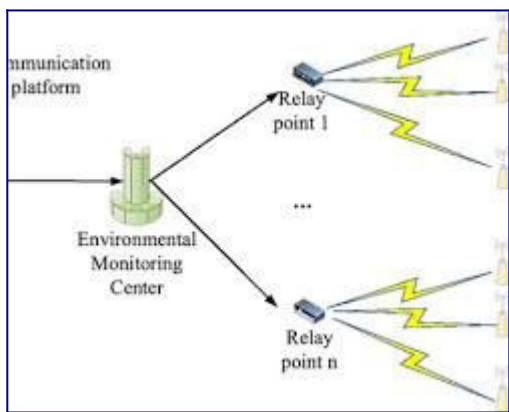 mmunication
platform
Relay
point 1
...
Environmental
Monitoring
Center
Relay
point n